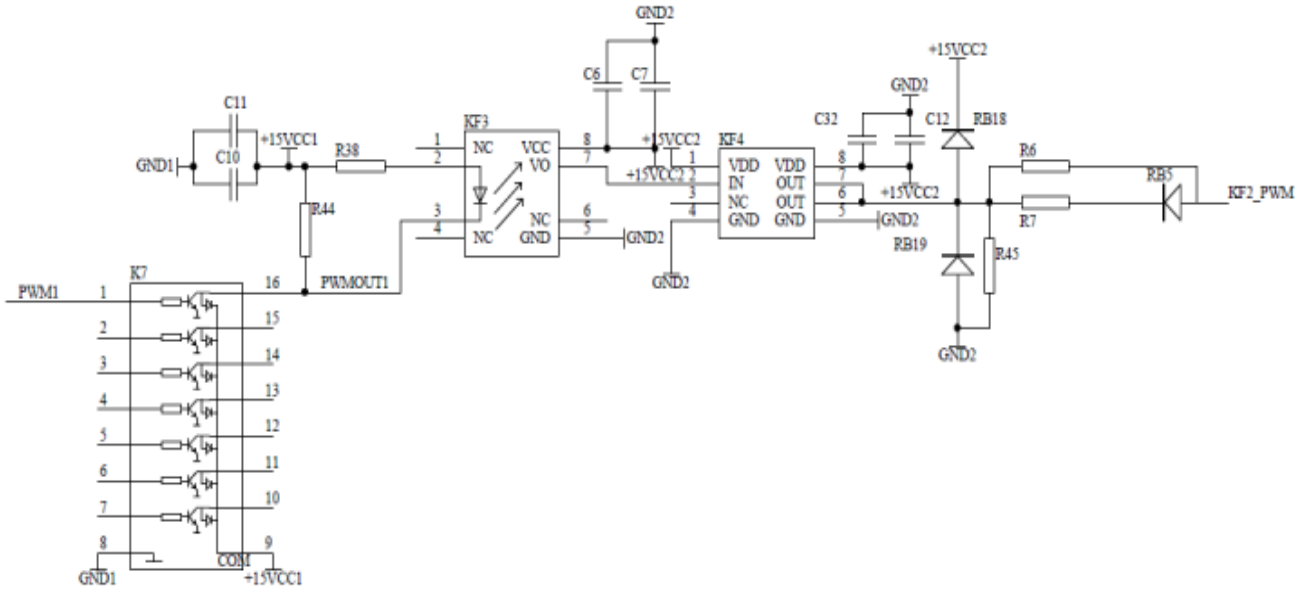 GND2
C6 C7
+15VCC2
GND2
C11
C10
GND1
+15VCC1
R38
KF3
1 NC VCC 8
2 VO 7
3 NC 6
4 NC GND 5
+15VCC2
+15VCC2
GND2
KF4
1 VDD VDD 8
2 IN OUT 7
3 NC OUT 6
4 GND GND 5
C32 C12
+15VCC2
GND2
GND2
RB18
RB19
R6
R7
RB5
KF2_PWM
R45
GND2
R44
K7
PWM1
PWMOUT1
1 16
2 15
3 14
4 13
5 12
6 11
7 10
8 COM 9
GND1
+15VCC1